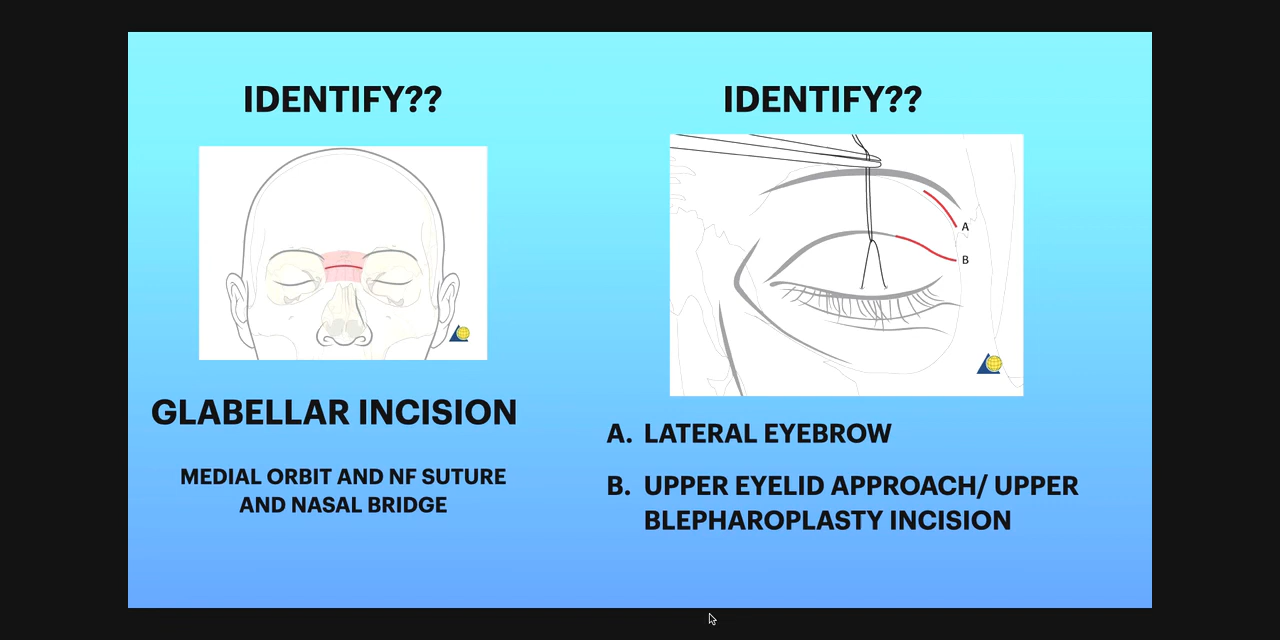 IDENTIFY??
GLABELLAR INCISION
MEDIAL ORBIT AND NF SUTURE
AND NASAL BRIDGE
IDENTIFY??
A
B
A. LATERAL EYEBROW
B. UPPER EYELID APPROACH/ UPPER
BLEPHAROPLASTY INCISION